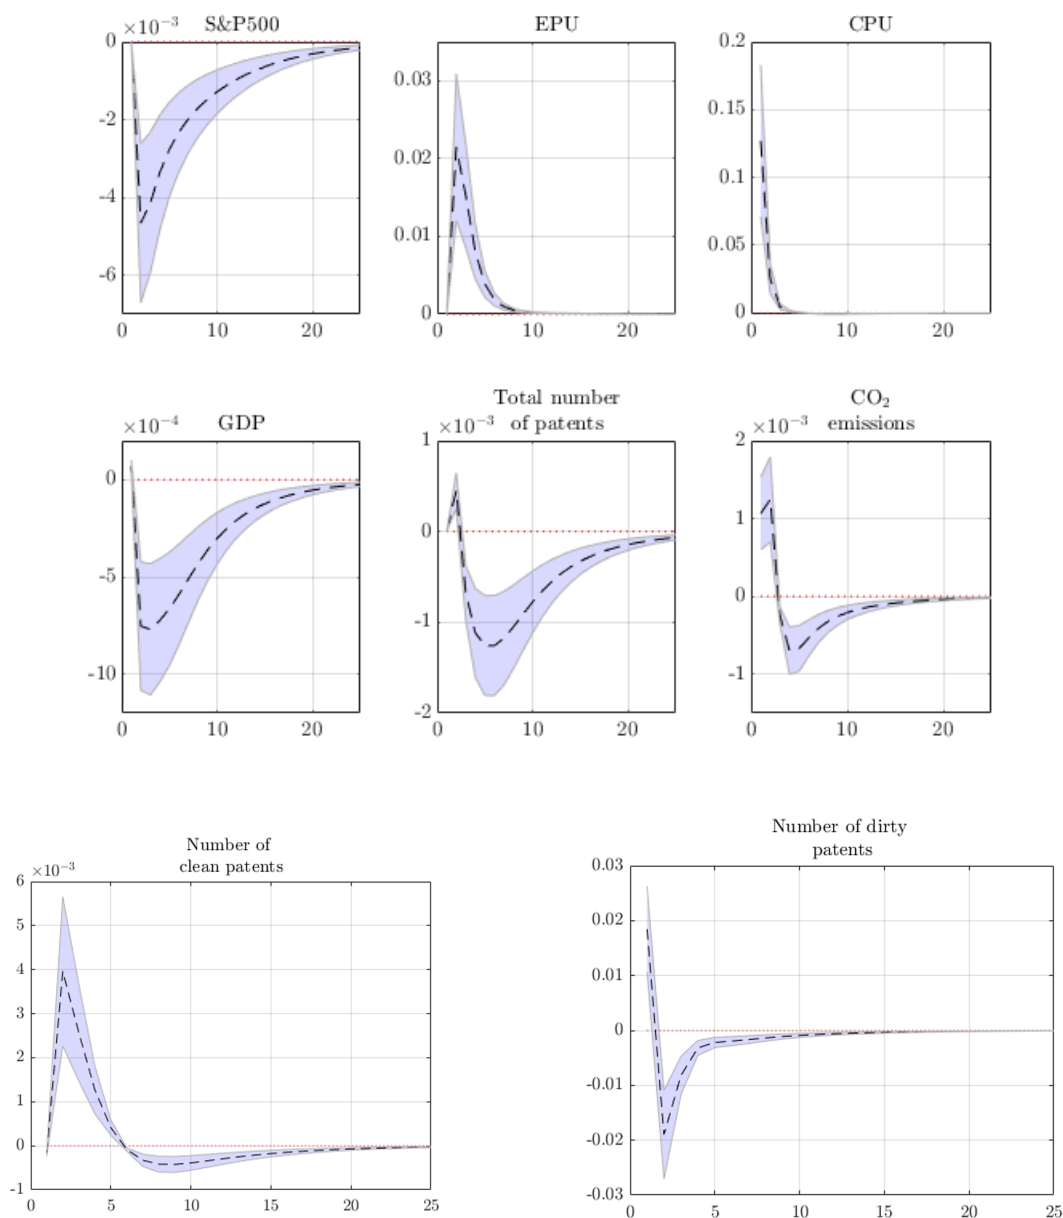 ×10⁻³ S&P500
0
-2
-4
-6
0 10 20
EPU
0.03
0.02
0.01
0
0 10 20
CPU
0.2
0.15
0.1
0.05
0
0 10 20
×10⁻⁴ GDP
0
-5
-10
0 10 20
Total number
×10⁻³ of patents
1
0
-1
-2
0 10 20
CO₂
×10⁻³ emissions
2
1
0
-1
0 10 20
Number of
×10⁻³ clean patents
6
5
4
3
2
1
0
-1
0 5 10 15 20 25
Number of dirty
patents
0.03
0.02
0.01
0
-0.01
-0.02
-0.03
0 5 10 15 20 25